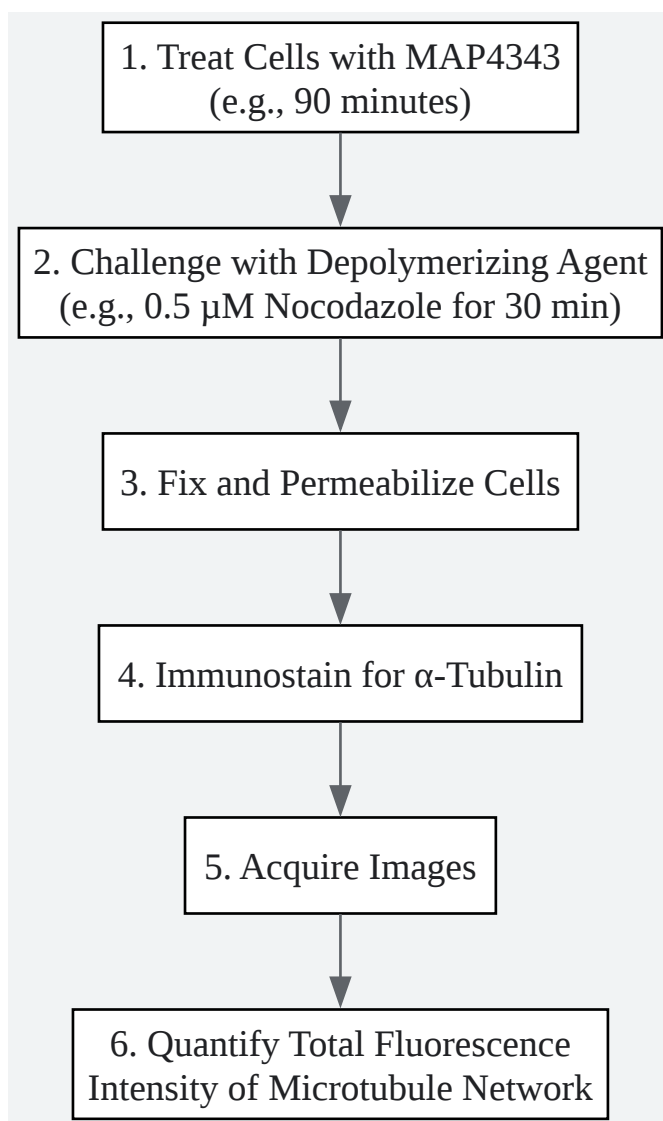 1. Treat Cells with MAP4343
(e.g., 90 minutes)
2. Challenge with Depolymerizing Agent
(e.g., 0.5 µM Nocodazole for 30 min)
3. Fix and Permeabilize Cells
4. Immunostain for α-Tubulin
5. Acquire Images
6. Quantify Total Fluorescence
Intensity of Microtubule Network